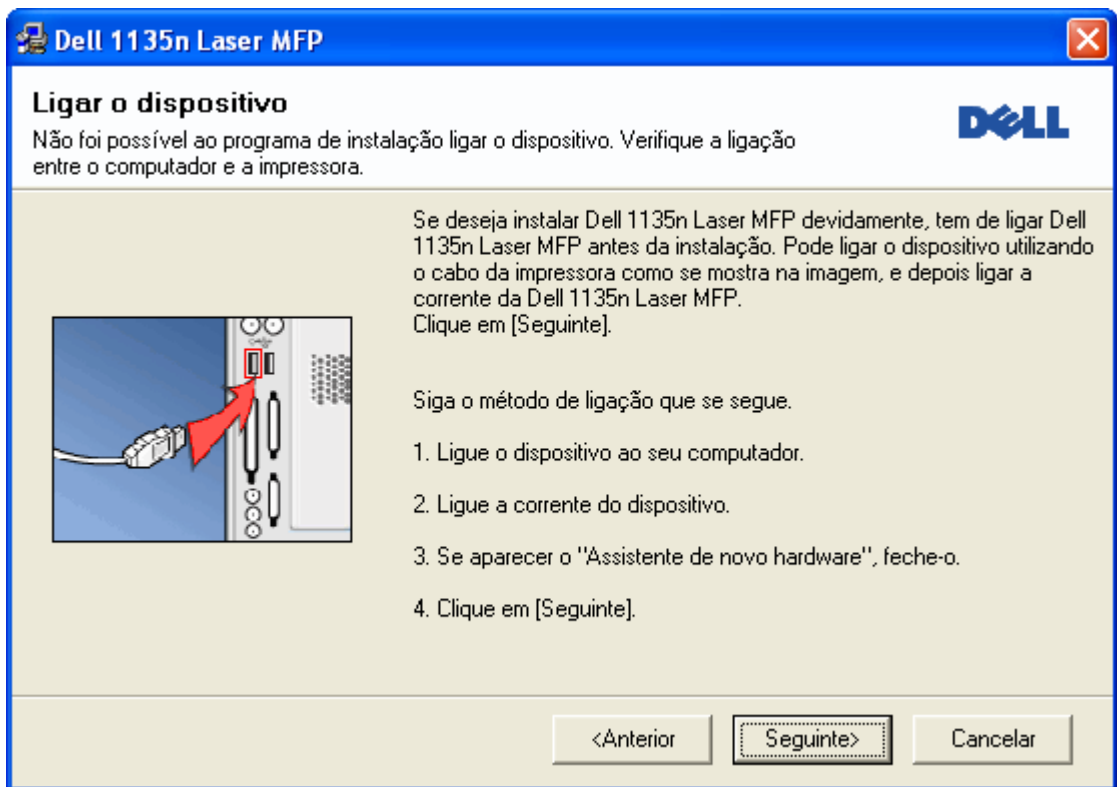 Dell 1135n Laser MFP
Ligar o dispositivo
Não foi possível ao programa de instalação ligar o dispositivo. Verifique a ligação
entre o computador e a impressora.
DELL
Se deseja instalar Dell 1135n Laser MFP devidamente, tem de ligar Dell
1135n Laser MFP antes da instalação. Pode ligar o dispositivo utilizando
o cabo da impressora como se mostra na imagem, e depois ligar a
corrente da Dell 1135n Laser MFP.
Clique em [Seguinte].
Siga o método de ligação que se segue.
1. Ligue o dispositivo ao seu computador.
2. Ligue a corrente do dispositivo.
3. Se aparecer o "Assistente de novo hardware", feche-o.
4. Clique em [Seguinte].
<Anterior
Seguinte>
Cancelar